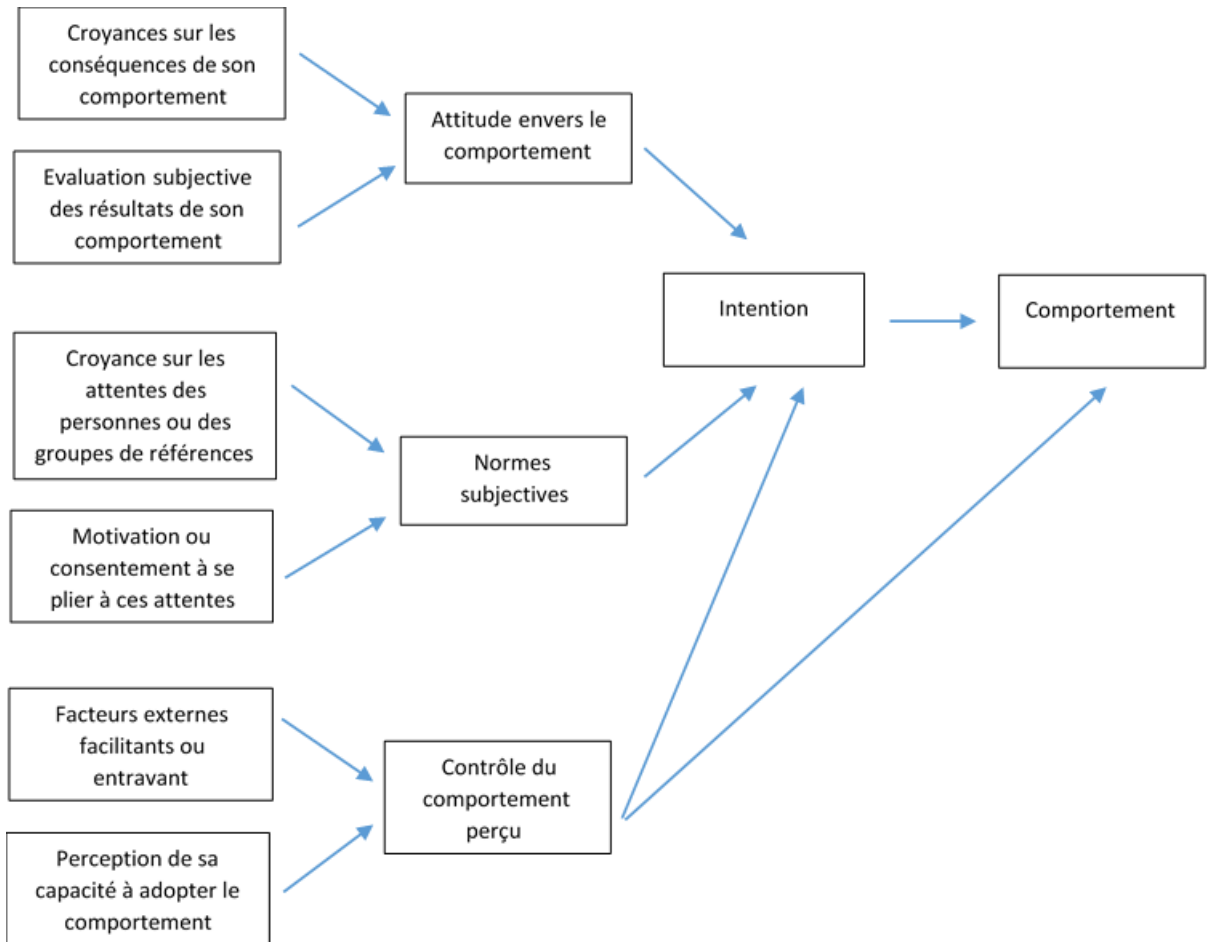 Croyances sur les
conséquences de son
comportement
Evaluation subjective
des résultats de son
comportement
Attitude envers le
comportement
Intention
Comportement
Croyance sur les
attentes des
personnes ou des
groupes de références
Motivation ou
consentement à se
plier à ces attentes
Normes
subjectives
Facteurs externes
facilitants ou
entravant
Perception de sa
capacité à adopter le
comportement
Contrôle du
comportement
perçu